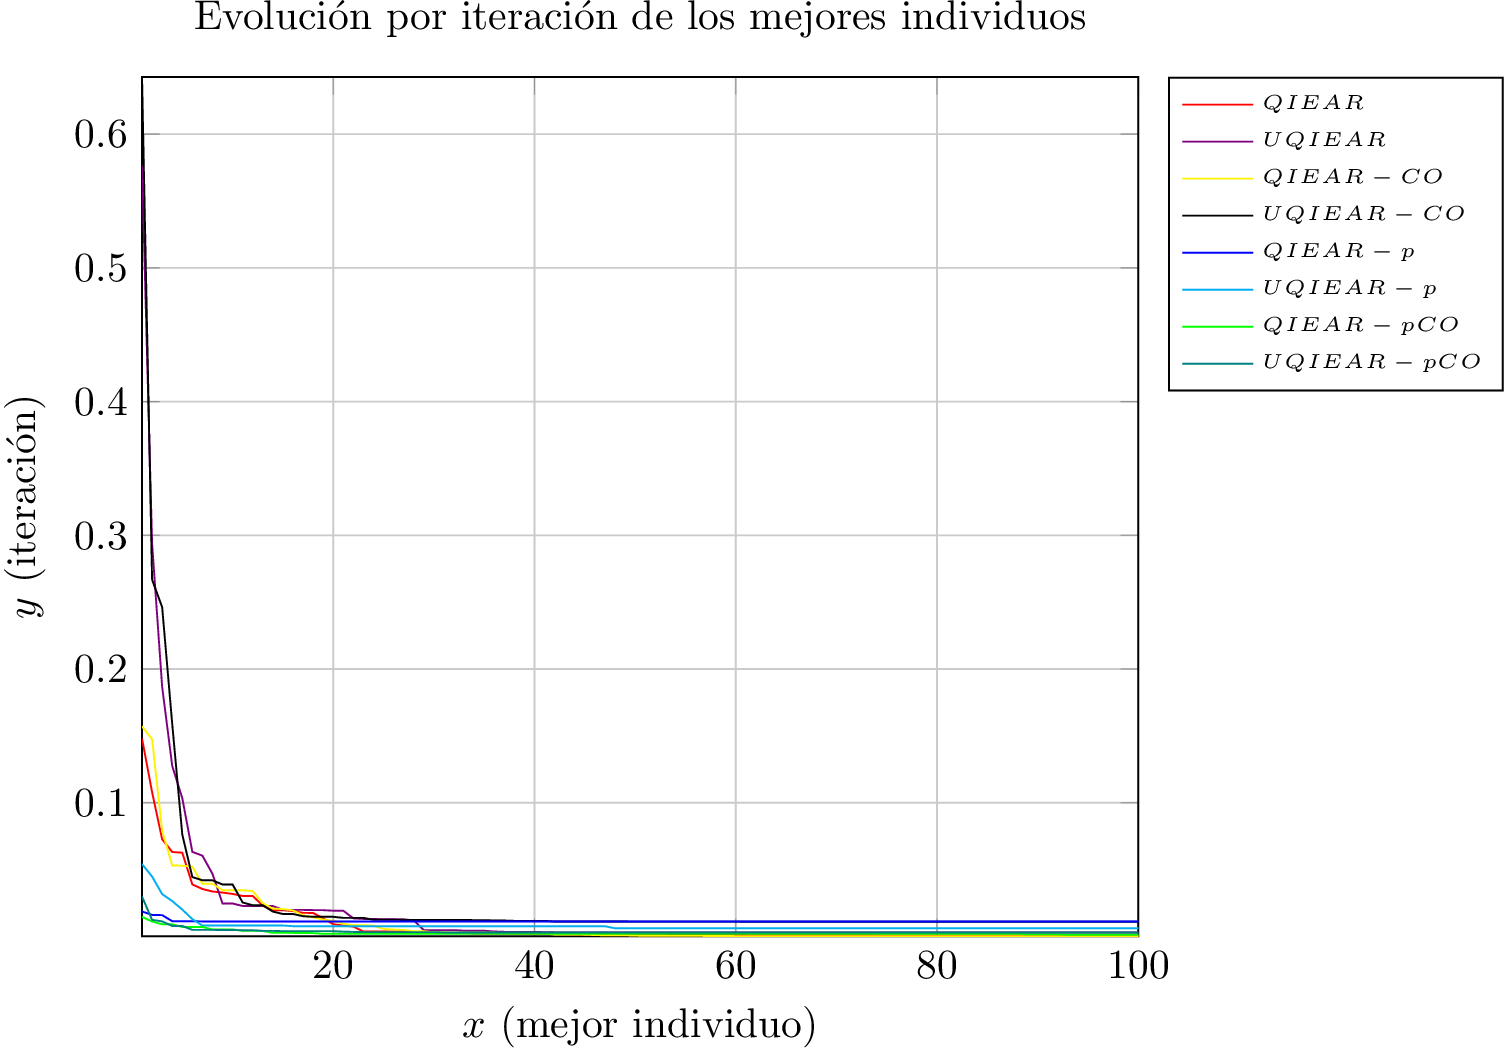 Evolución por iteración de los mejores individuos
0.6
0.5
0.4
0.3
0.2
0.1
20 40 60 80 100
x (mejor individuo)
y (iteración)
QIEAR
UQIEAR
QIEAR − CO
UQIEAR − CO
QIEAR − p
UQIEAR − p
QIEAR − pCO
UQIEAR − pCO